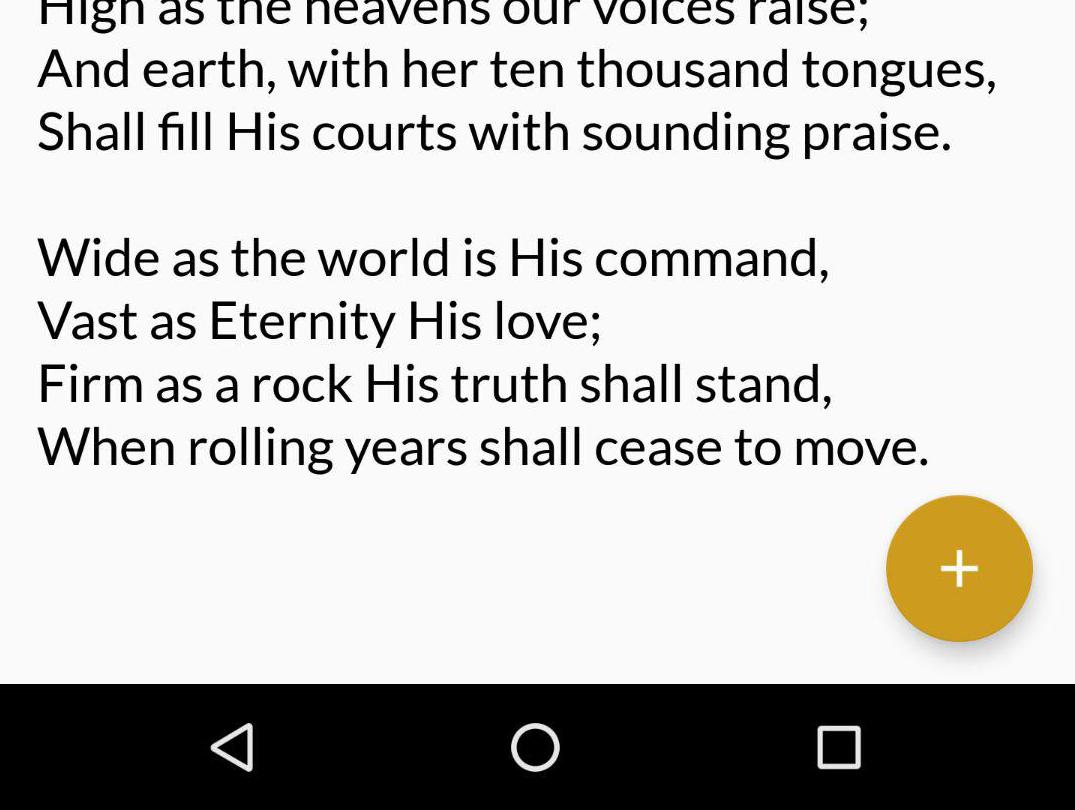 High as the heavens our voices raise;
And earth, with her ten thousand tongues,
Shall fill His courts with sounding praise.
Wide as the world is His command,
Vast as Eternity His love;
Firm as a rock His truth shall stand,
When rolling years shall cease to move.